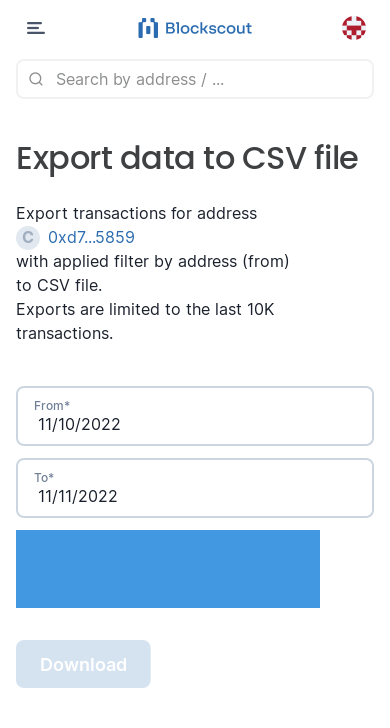 Blockscout
Search by address / ...
Export data to CSV file
Export transactions for address
C 0xd7...5859
with applied filter by address (from)
to CSV file.
Exports are limited to the last 10K
transactions.
From*
11/10/2022
To*
11/11/2022
Download